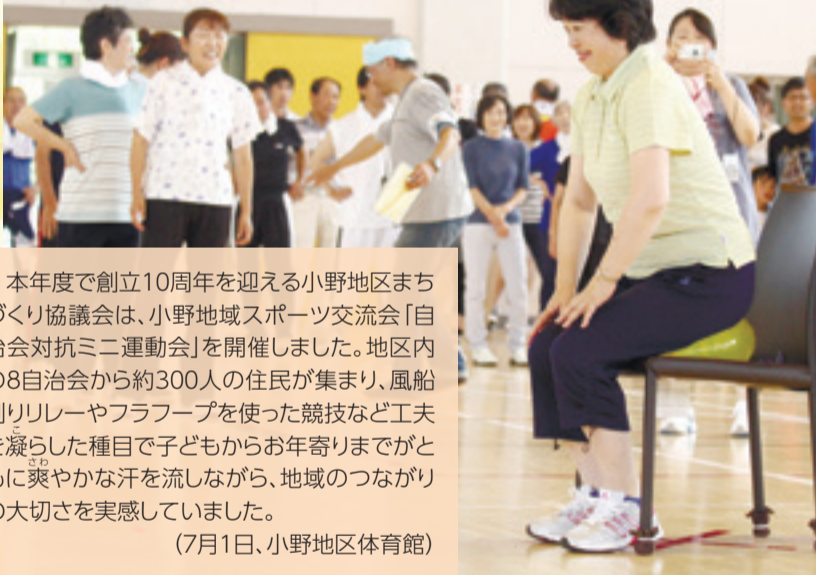 本年度で創立10周年を迎える小野地区まち
づくり協議会は、小野地域スポーツ交流会「自
治会対抗ミニ運動会」を開催しました。地区内
の8自治会から約300人の住民が集まり、風船
割りリレーやフラフープを使った競技など工夫
を凝らした種目で子どもからお年寄りまでがと
もに爽やかな汗を流しながら、地域のつながり
の大切さを実感していました。
(7月1日、小野地区体育館)